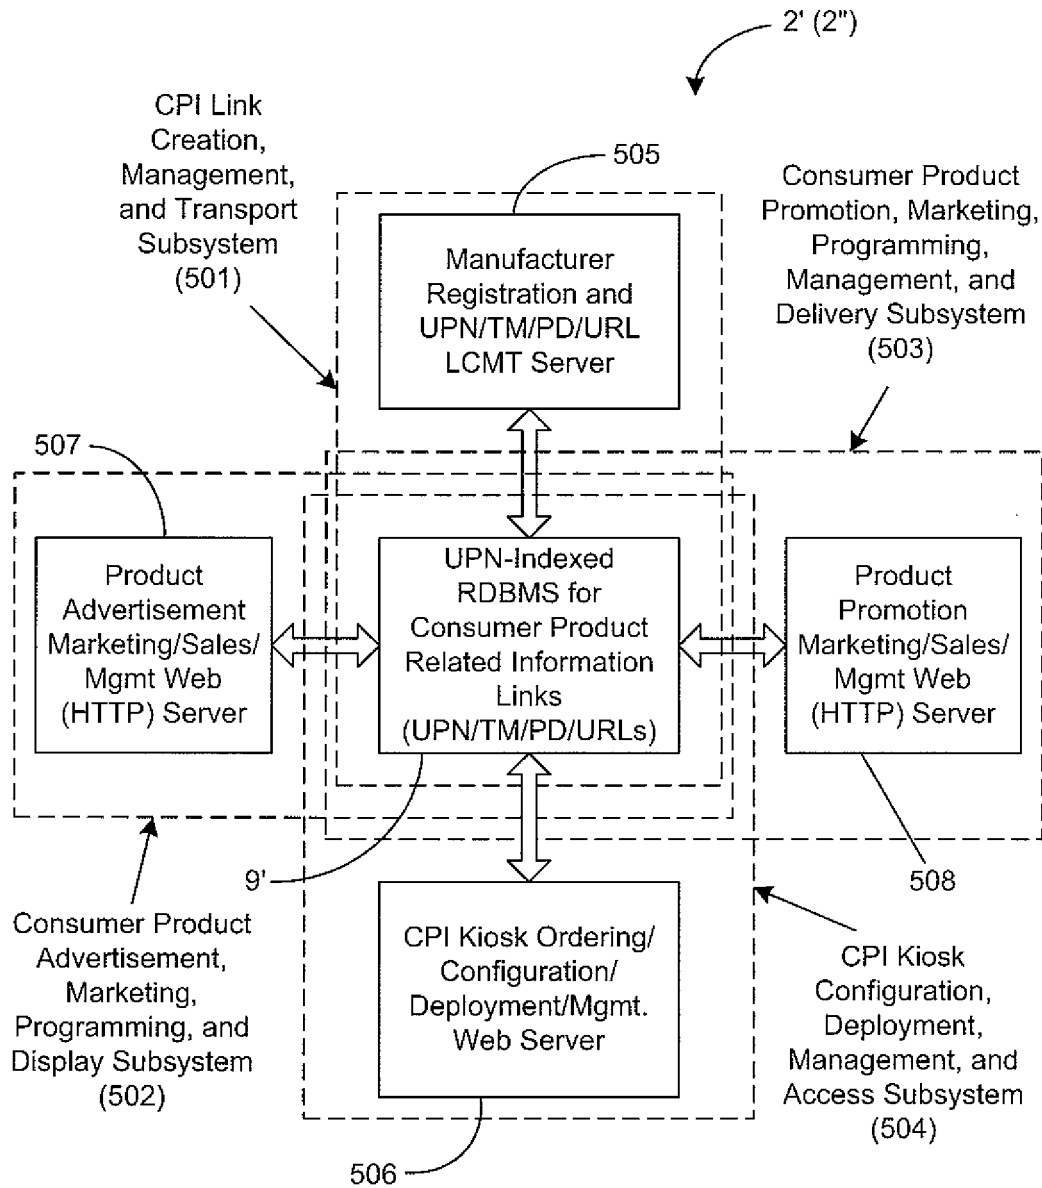 2' (2")
CPI Link
Creation,
Management,
and Transport
Subsystem
(501)
505
Consumer Product
Promotion, Marketing,
Programming,
Management, and
Delivery Subsystem
(503)
Manufacturer
Registration and
UPN/TM/PD/URL
LCMT Server
507
Product
Advertisement
Marketing/Sales/
Mgmt Web
(HTTP) Server
UPN-Indexed
RDBMS for
Consumer Product
Related Information
Links
(UPN/TM/PD/URLs)
Product
Promotion
Marketing/Sales/
Mgmt Web
(HTTP) Server
9'
508
Consumer Product
Advertisement,
Marketing,
Programming, and
Display Subsystem
(502)
CPI Kiosk Ordering/
Configuration/
Deployment/Mgmt.
Web Server
CPI Kiosk
Configuration,
Deployment,
Management, and
Access Subsystem
(504)
506